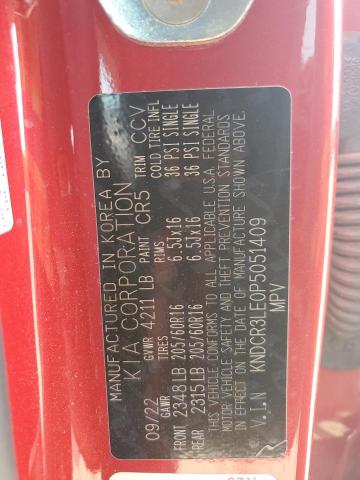 MANUFACTURED IN KOREA BY
KIA CORPORATION
09/22 GVWR 4211 LB PAINT CR5 TRIM CCV
TIRES RIMS COLD TIRE INFL
FRONT 2348 LB 205/60R16 6.5JX16 36 PSI SINGLE
REAR 2315 LB 205/60R16 6.5JX16 36 PSI SINGLE
THIS VEHICLE CONFORMS TO ALL APPLICABLE U.S.A. FEDERAL
MOTOR VEHICLE SAFETY AND THEFT PREVENTION STANDARDS
IN EFFECT ON THE DATE OF MANUFACTURE SHOWN ABOVE.
V.I.N KNDCR3LE0P5051409
MPV